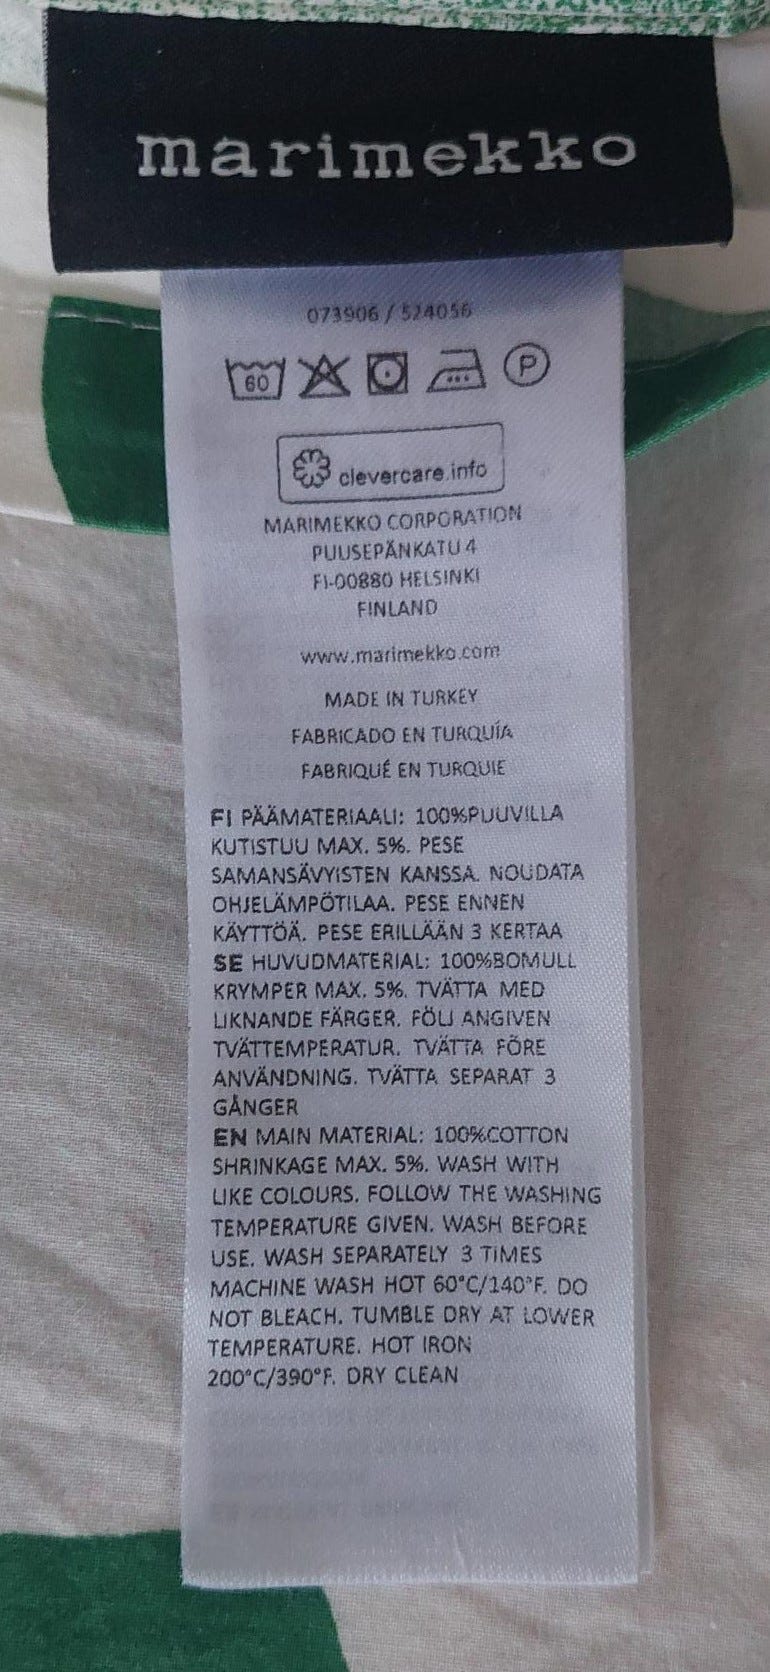 marimekko
073906 / 524056
60 P
clevercare.info
MARIMEKKO CORPORATION
PUUSEPÄNKATU 4
FI-00880 HELSINKI
FINLAND
www.marimekko.com
MADE IN TURKEY
FABRICADO EN TURQUÍA
FABRIQUÉ EN TURQUIE
FI PÄÄMATERIAALI: 100%PUUVILLA
KUTISTUU MAX. 5%. PESE
SAMANSÄVYISTEN KANSSA. NOUDATA
OHJELÄMPÖTILAA. PESE ENNEN
KÄYTTÖÄ. PESE ERILLÄÄN 3 KERTAA
SE HUVUDMATERIAL: 100%BOMULL
KRYMPER MAX. 5%. TVÄTTA MED
LIKNANDE FÄRGER. FÖLJ ANGIVEN
TVÄTTEMPERATUR. TVÄTTA FÖRE
ANVÄNDNING. TVÄTTA SEPARAT 3
GÅNGER
EN MAIN MATERIAL: 100%COTTON
SHRINKAGE MAX. 5%. WASH WITH
LIKE COLOURS. FOLLOW THE WASHING
TEMPERATURE GIVEN. WASH BEFORE
USE. WASH SEPARATELY 3 TIMES
MACHINE WASH HOT 60°C/140°F. DO
NOT BLEACH. TUMBLE DRY AT LOWER
TEMPERATURE. HOT IRON
200°C/390°F. DRY CLEAN